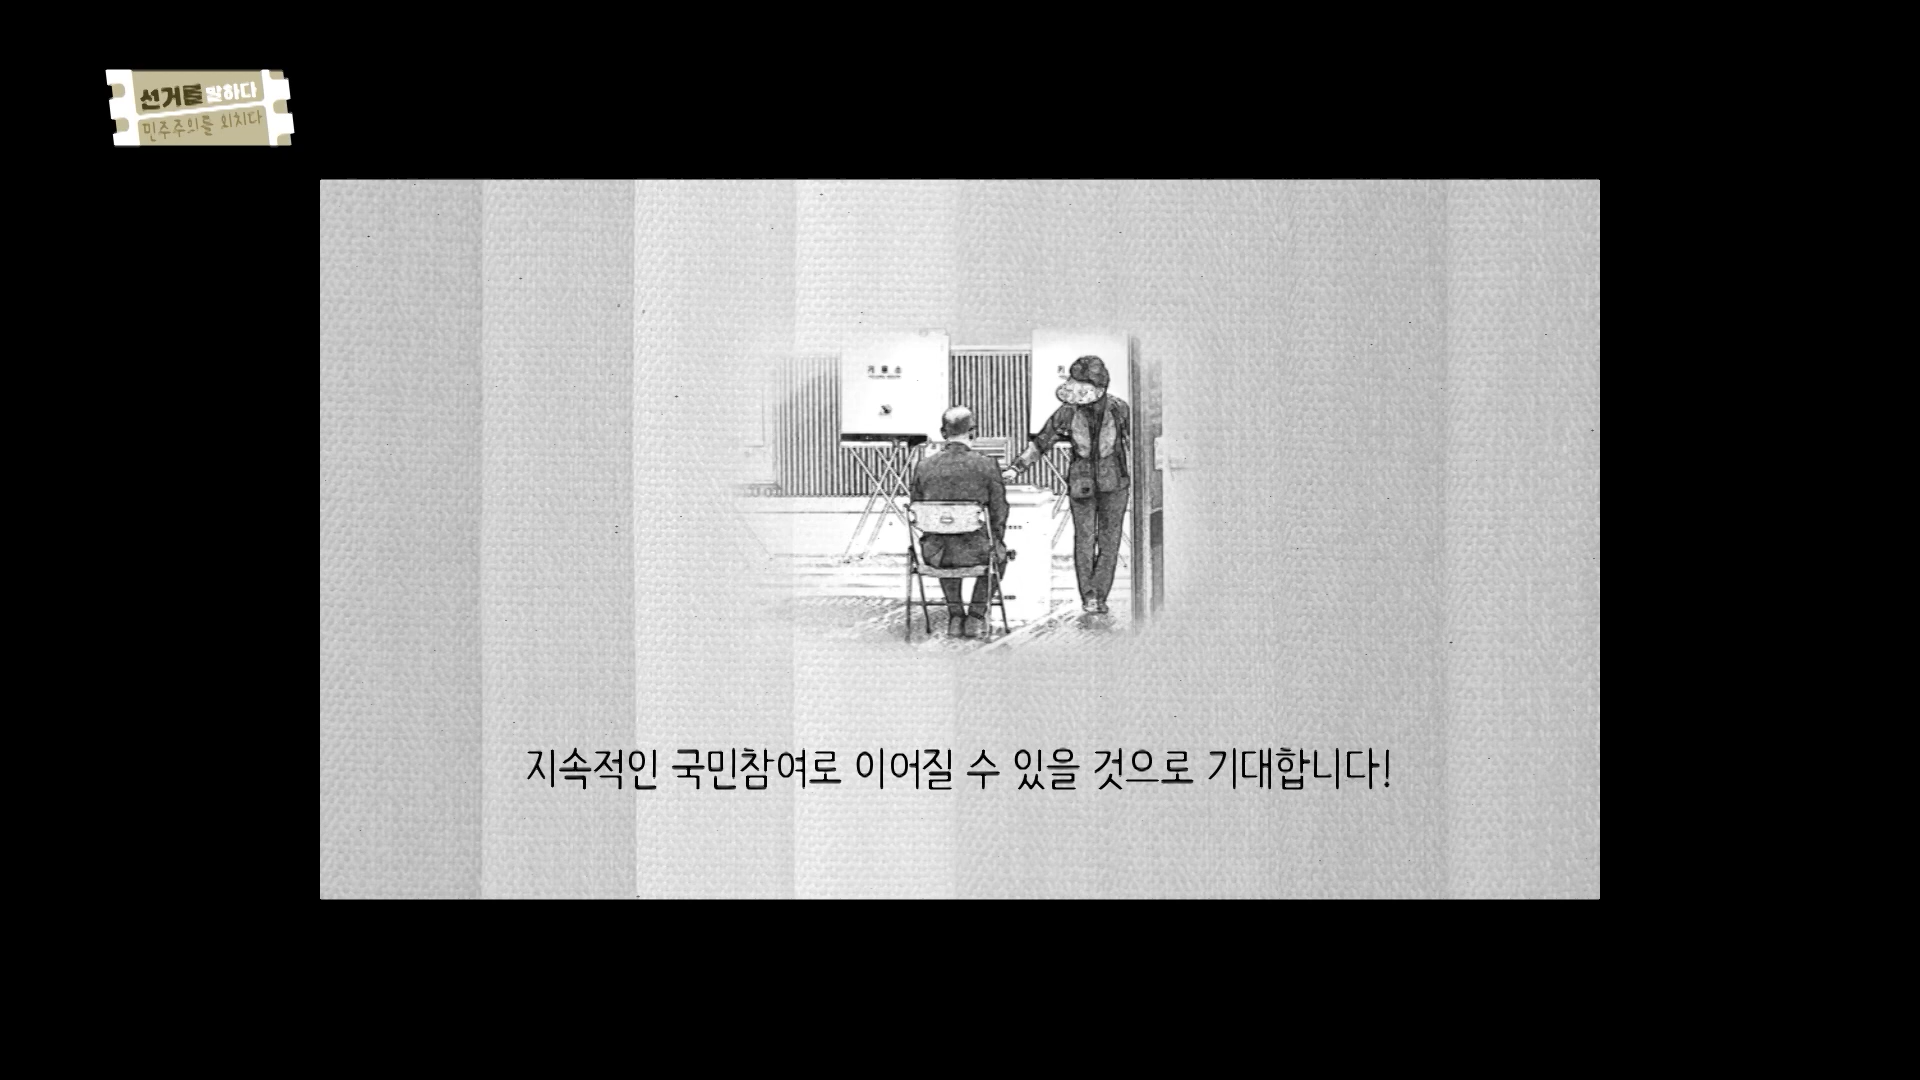 선거를 말하다
민주주의를 외치다
기 표 소
지속적인 국민참여로 이어질 수 있을 것으로 기대합니다!